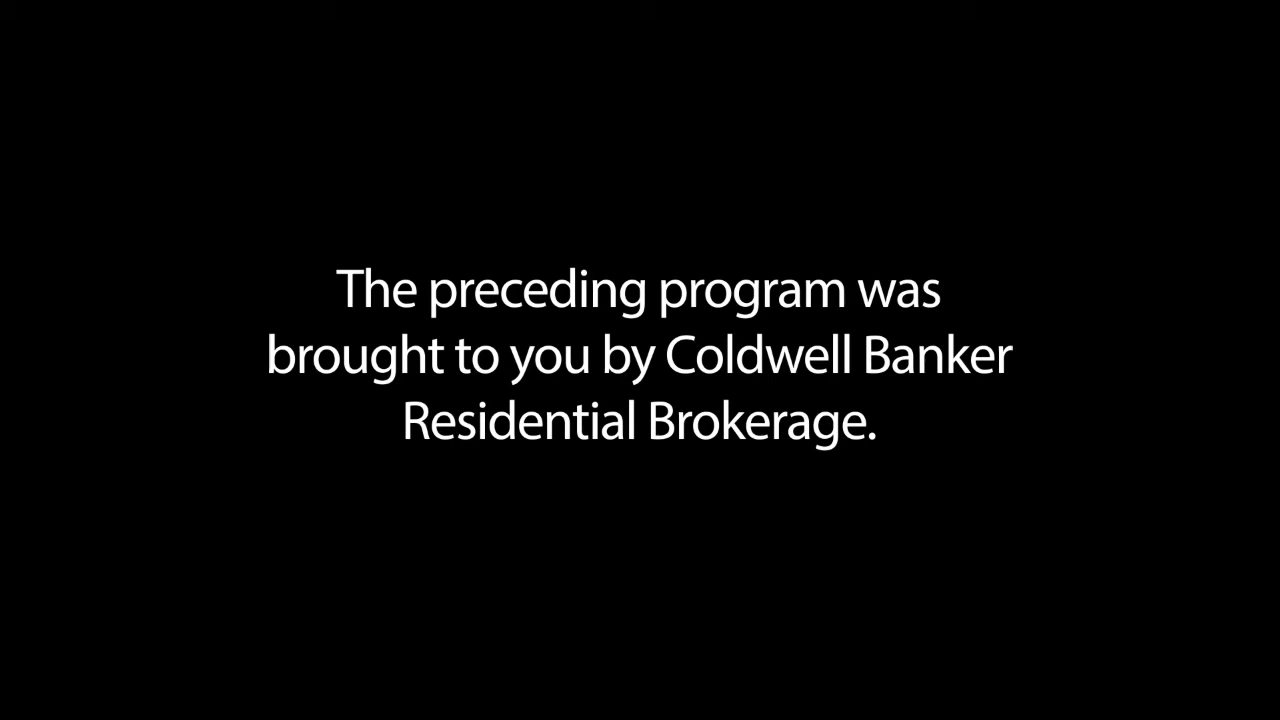 The preceding program was
brought to you by Coldwell Banker
Residential Brokerage.